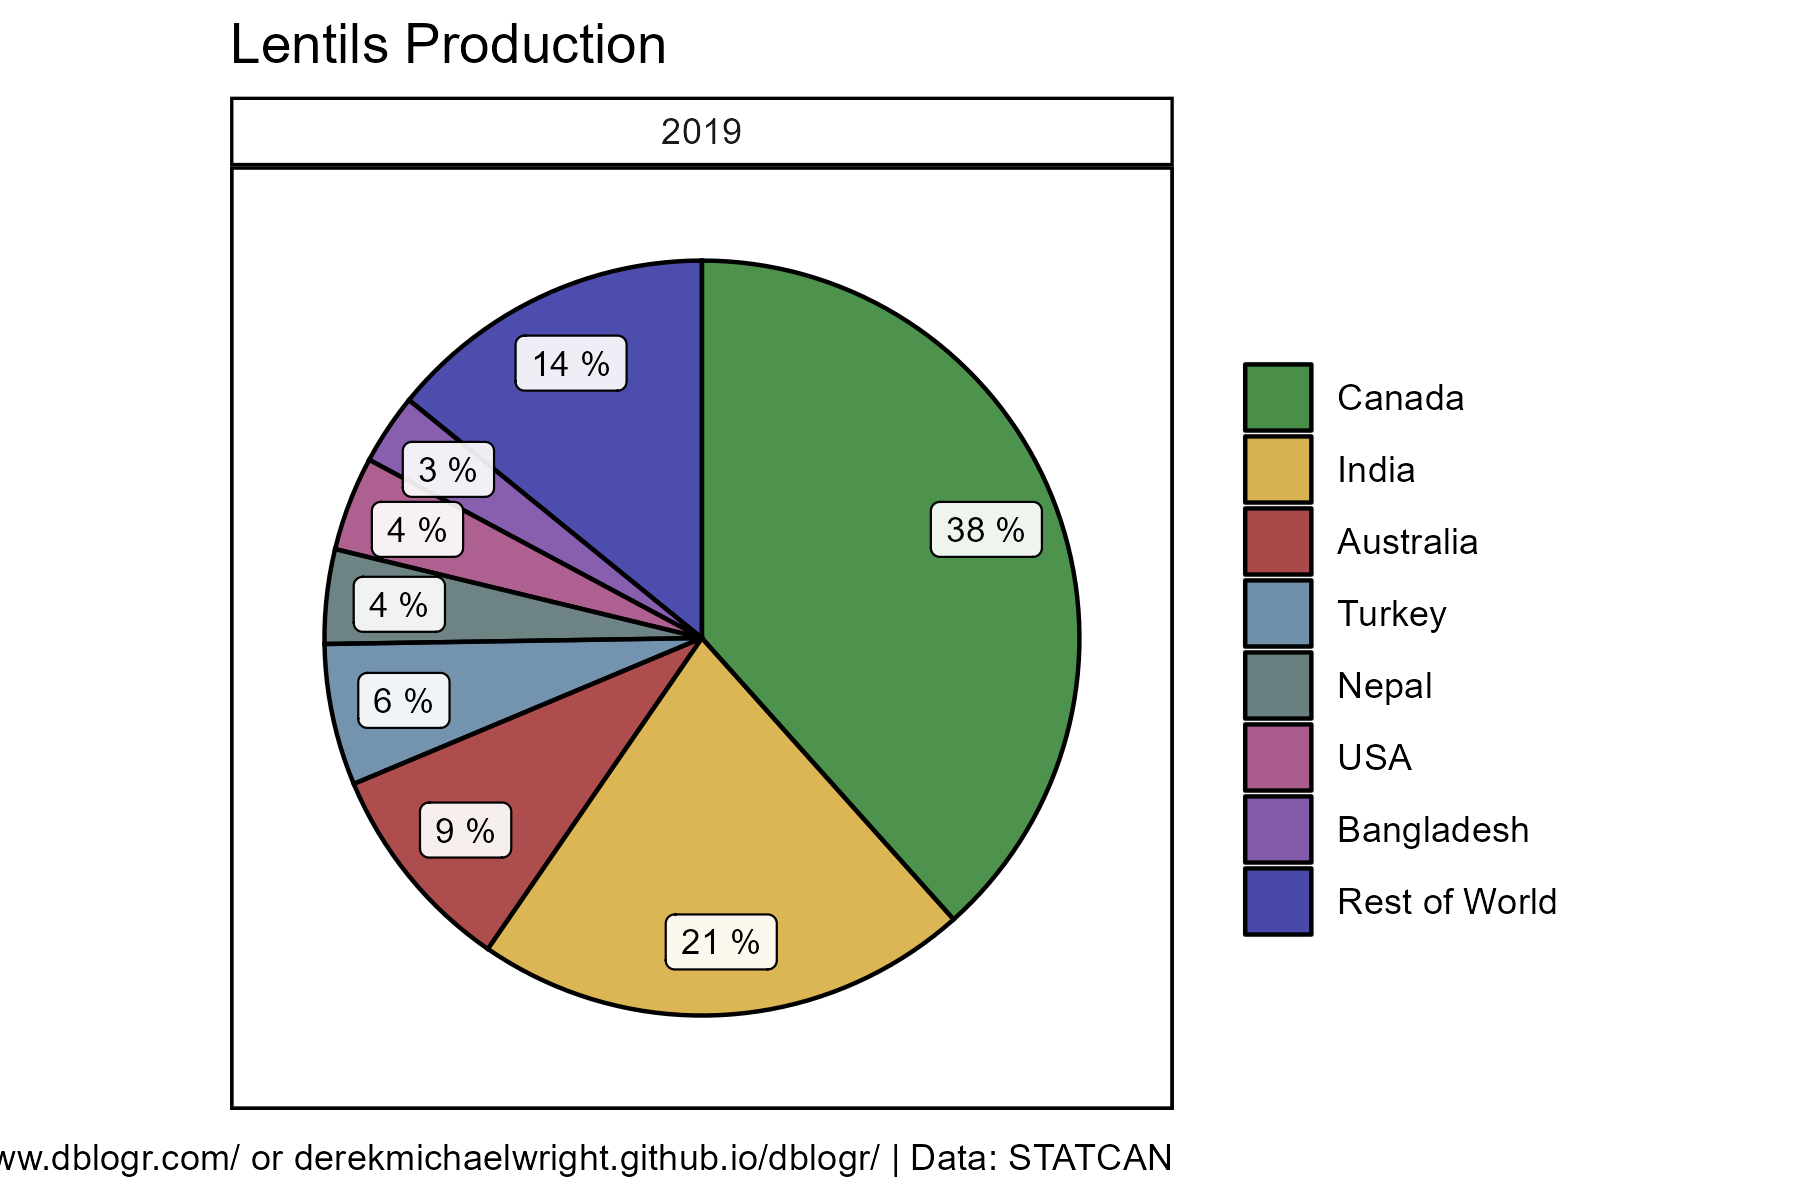 Lentils Production
2019
14 %
3 %
4 %
38 %
4 %
6 %
9 %
21 %
Canada
India
Australia
Turkey
Nepal
USA
Bangladesh
Rest of World
ww.dblogr.com/ or derekmichaelwright.github.io/dblogr/ | Data: STATCAN